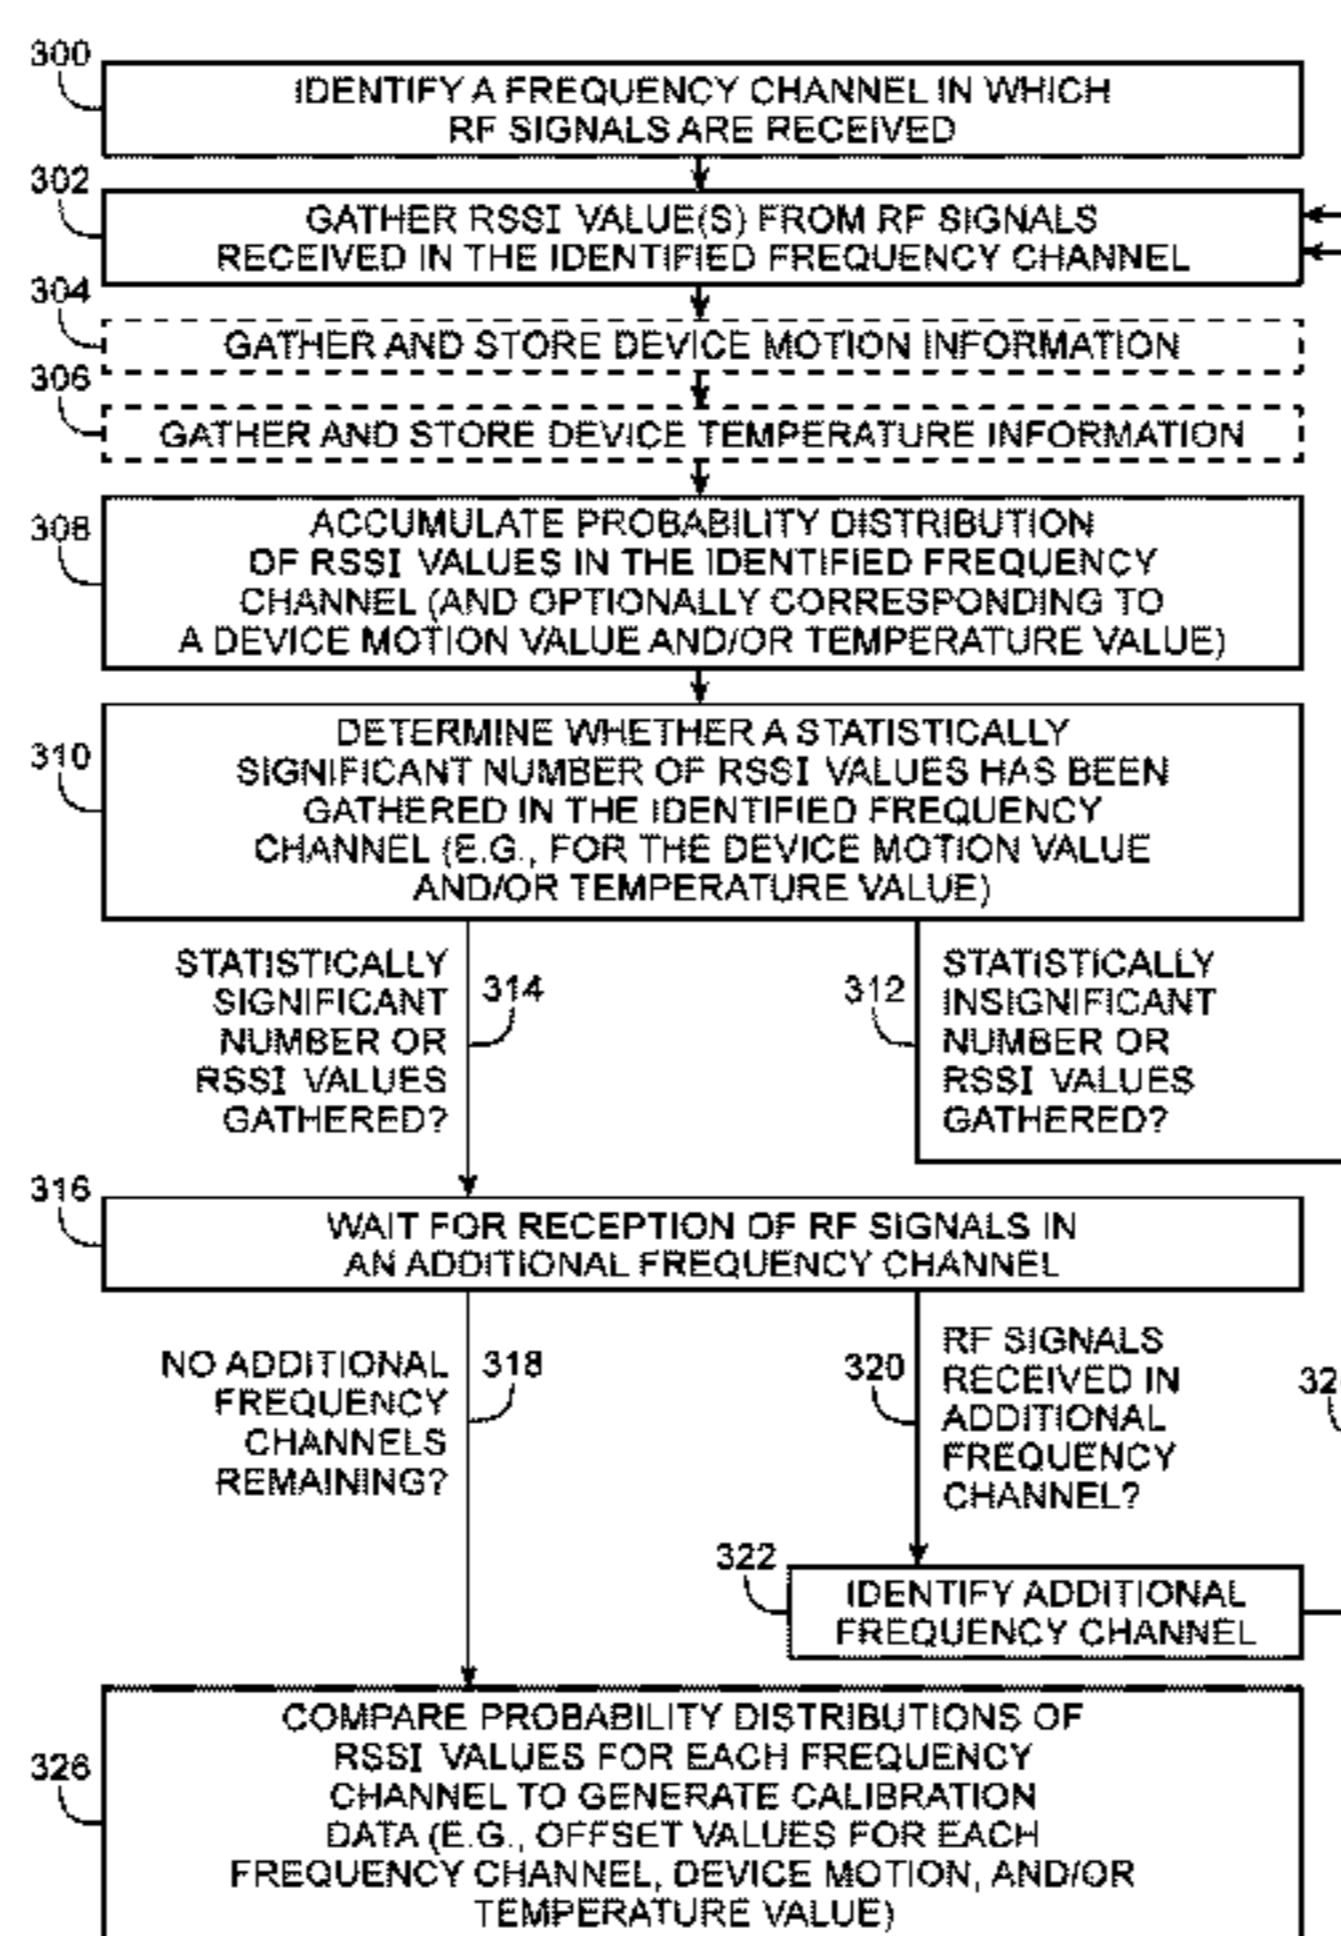 300
IDENTIFY A FREQUENCY CHANNEL IN WHICH
RF SIGNALS ARE RECEIVED
302
GATHER RSSI VALUE(S) FROM RF SIGNALS
RECEIVED IN THE IDENTIFIED FREQUENCY CHANNEL
304
GATHER AND STORE DEVICE MOTION INFORMATION
306
GATHER AND STORE DEVICE TEMPERATURE INFORMATION
308
ACCUMULATE PROBABILITY DISTRIBUTION
OF RSSI VALUES IN THE IDENTIFIED FREQUENCY
CHANNEL (AND OPTIONALLY CORRESPONDING TO
A DEVICE MOTION VALUE AND/OR TEMPERATURE VALUE)
310
DETERMINE WHETHER A STATISTICALLY
SIGNIFICANT NUMBER OF RSSI VALUES HAS BEEN
GATHERED IN THE IDENTIFIED FREQUENCY
CHANNEL (E.G., FOR THE DEVICE MOTION VALUE
AND/OR TEMPERATURE VALUE)
STATISTICALLY
SIGNIFICANT
NUMBER OR
RSSI VALUES
GATHERED?
314
312
STATISTICALLY
INSIGNIFICANT
NUMBER OR
RSSI VALUES
GATHERED?
316
WAIT FOR RECEPTION OF RF SIGNALS IN
AN ADDITIONAL FREQUENCY CHANNEL
NO ADDITIONAL
FREQUENCY
CHANNELS
REMAINING?
318
320
RF SIGNALS
RECEIVED IN
ADDITIONAL
FREQUENCY
CHANNEL?
322
IDENTIFY ADDITIONAL
FREQUENCY CHANNEL
326
COMPARE PROBABILITY DISTRIBUTIONS OF
RSSI VALUES FOR EACH FREQUENCY
CHANNEL TO GENERATE CALIBRATION
DATA (E.G., OFFSET VALUES FOR EACH
FREQUENCY CHANNEL, DEVICE MOTION, AND/OR
TEMPERATURE VALUE)